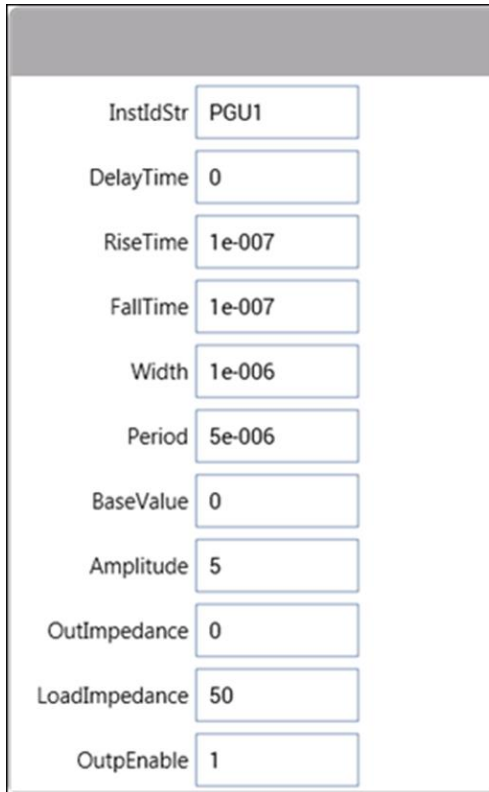 InstIdStr PGU1
DelayTime 0
RiseTime 1e-007
FallTime 1e-007
Width 1e-006
Period 5e-006
BaseValue 0
Amplitude 5
OutImpedance 0
LoadImpedance 50
OutpEnable 1